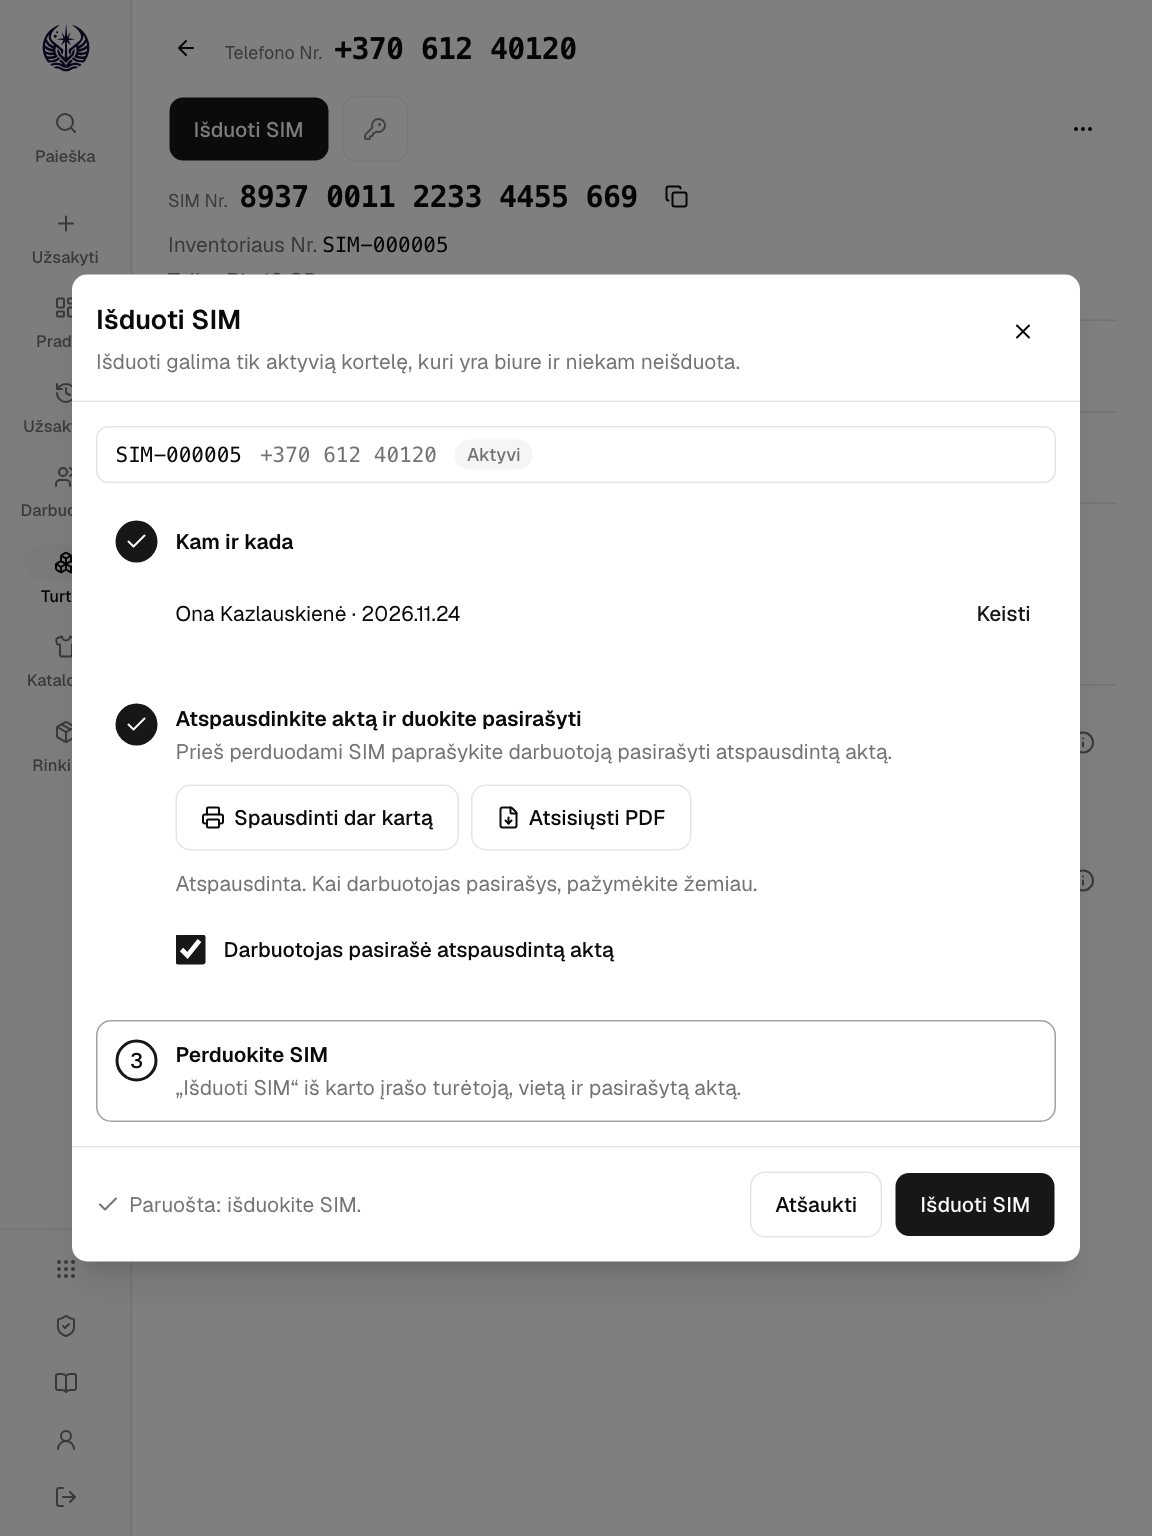 Telefono Nr. +370 612 40120
Išduoti SIM
Paieška
SIM Nr. 8937 0011 2233 4455 669
Inventoriaus Nr. SIM-000005
Užsakyti
Išduoti SIM
Išduoti galima tik aktyvią kortelę, kuri yra biure ir niekam neišduota.
SIM-000005 +370 612 40120 Aktyvi
Kam ir kada
Ona Kazlauskienė · 2026.11.24
Keisti
Atspausdinkite aktą ir duokite pasirašyti
Prieš perduodami SIM paprašykite darbuotoją pasirašyti atspausdintą aktą.
Spausdinti dar kartą
Atsisiųsti PDF
Atspausdinta. Kai darbuotojas pasirašys, pažymėkite žemiau.
Darbuotojas pasirašė atspausdintą aktą
3 Perduokite SIM
„Išduoti SIM“ iš karto įrašo turėtoją, vietą ir pasirašytą aktą.
Paruošta: išduokite SIM.
Atšaukti
Išduoti SIM